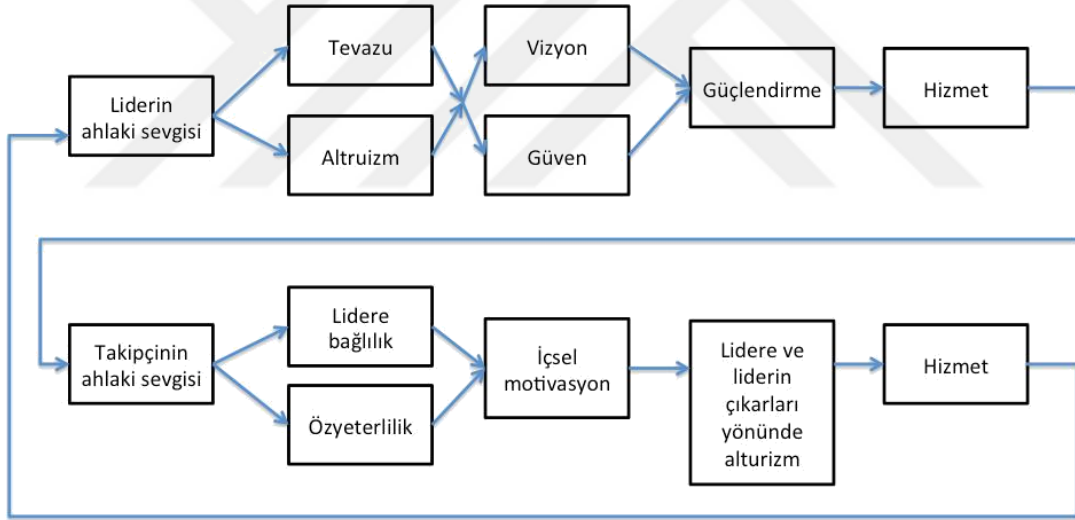 Liderin
ahlaki sevgisi
Tevazu
Altruizm
Vizyon
Güven
Güçlendirme
Hizmet
Takipçinin
ahlaki sevgisi
Lidere
bağlılık
Özyeterlilik
İçsel
motivasyon
Lidere ve
liderin
çıkarları
yönünde
alturizm
Hizmet